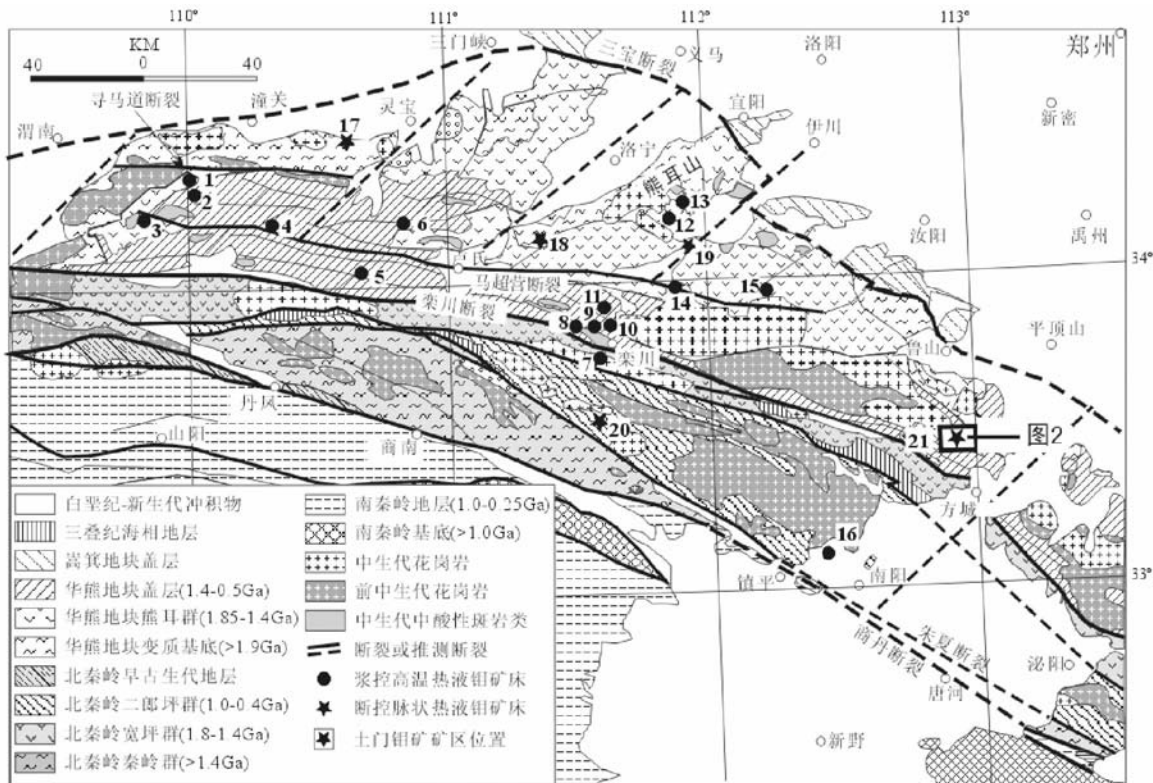 110°
111°
112°
113°
KM
40 0 40
三门峡
三宝断裂
义马
洛阳
郑州
寻马道断裂
潼关
灵宝
17
宜阳
伊川
新密
渭南
洛宁
熊耳山
1
2
3
4
6
13
12
18
19
汝阳
禹州
5
氏
马超营断裂
14
15
34°
栾川断裂
11
8
9
10
7
栾川
鲁山
平顶山
丹凤
山阳
商南
20
21
图2
方城
16
镇平
南阳
33°
朱夏断裂
商丹断裂
泌阳
唐河
新野
白垩纪-新生代冲积物
三叠纪海相地层
嵩箕地块盖层
华熊地块盖层(1.4-0.5Ga)
华熊地块熊耳群(1.85-1.4Ga)
华熊地块变质基底(>1.9Ga)
北秦岭早古生代地层
北秦岭二郎坪群(1.0-0.4Ga)
北秦岭宽坪群(1.8-1.4Ga)
北秦岭秦岭群(>1.4Ga)
南秦岭地层(1.0-0.25Ga)
南秦岭基底(>1.0Ga)
中生代花岗岩
前中生代花岗岩
中生代中酸性斑岩类
断裂或推测断裂
浆控高温热液钼矿床
断控脉状热液钼矿床
土门钼矿矿区位置